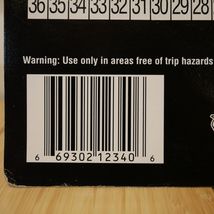 36 35 34 33 32 31 30 29 28
Warning: Use only in areas free of trip hazards
6 69302 12340 6